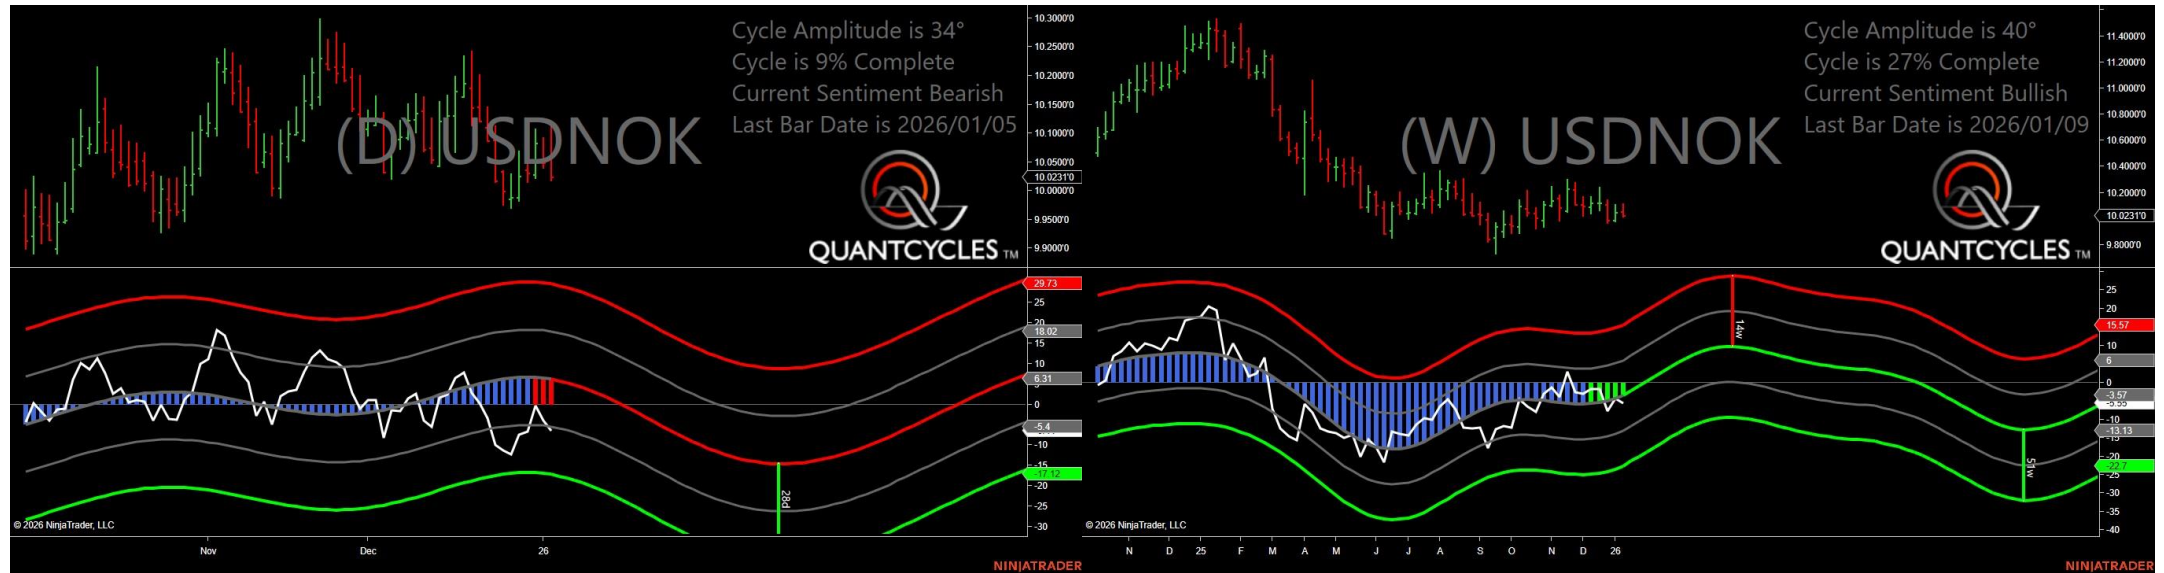 Cycle Amplitude is 34°
Cycle is 9% Complete
Current Sentiment Bearish
Last Bar Date is 2026/01/05
(D) USDNOK
QUANTCYCLES TM
10.3000'0
10.2500'0
10.2000'0
10.1500'0
10.1000'0
10.0500'0
10.0231'0
10.0000'0
9.9500'0
9.9000'0
29.73
25
20
18.02
15
10
6.31
0
-5.4
-10
-15
-17.12
-20
-25
-30
28d
© 2026 NinjaTrader, LLC
Nov
Dec
26
NINJATRADER
Cycle Amplitude is 40°
Cycle is 27% Complete
Current Sentiment Bullish
Last Bar Date is 2026/01/09
(W) USDNOK
QUANTCYCLES TM
11.4000'0
11.2000'0
11.0000'0
10.8000'0
10.6000'0
10.4000'0
10.2000'0
10.0231'0
9.8000'0
25
20
15.57
10
6
0
-3.57
-10
-13.13
-15
-20
-22.7
-30
-35
-40
14w
51w
© 2026 NinjaTrader, LLC
N D 25 F M A M J J A S O N D 26
NINJATRADER